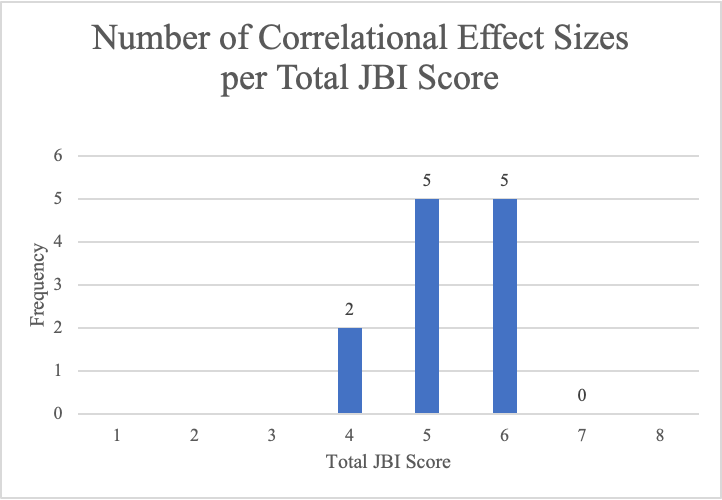 Number of Correlational Effect Sizes
per Total JBI Score
6
5
4
3
2
1
0
Frequency
2
5
5
0
1 2 3 4 5 6 7 8
Total JBI Score